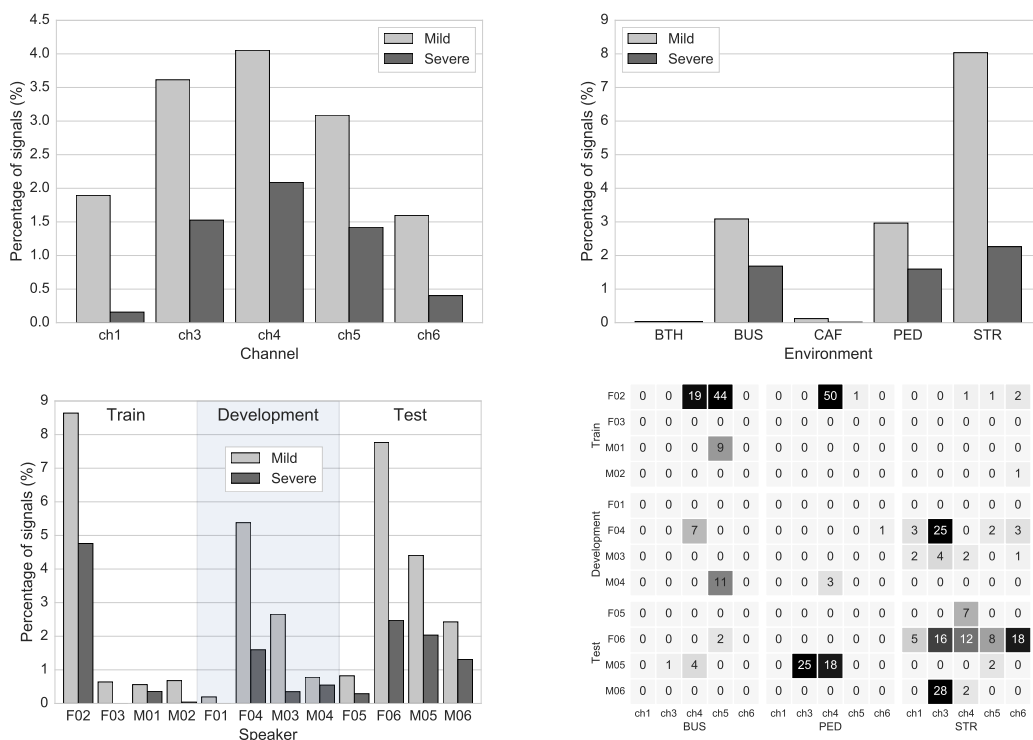 4.5
4.0
3.5
3.0
2.5
2.0
1.5
1.0
0.5
0.0
Percentage of signals (%)
Mild
Severe
ch1 ch3 ch4 ch5 ch6
Channel
9
8
7
6
5
4
3
2
1
0
Percentage of signals (%)
Mild
Severe
BTH BUS CAF PED STR
Environment
9
8
7
6
5
4
3
2
1
0
Percentage of signals (%)
Train Development Test
Mild
Severe
F02 F03 M01 M02 F01 F04 M03 M04 F05 F06 M05 M06
Speaker
Train
F02 0 0 19 44 0 0 0 50 1 0 0 0 1 1 2
F03 0 0 0 0 0 0 0 0 0 0 0 0 0 0 0
M01 0 0 0 9 0 0 0 0 0 0 0 0 0 0 0
M02 0 0 0 0 0 0 0 0 0 0 0 0 0 0 1
Development
F01 0 0 0 0 0 0 0 0 0 0 0 0 0 0 0
F04 0 0 7 0 0 0 0 0 0 1 3 25 0 2 3
M03 0 0 0 0 0 0 0 0 0 0 2 4 2 0 1
M04 0 0 0 11 0 0 0 3 0 0 0 0 0 0 0
Test
F05 0 0 0 0 0 0 0 0 0 0 0 0 7 0 0
F06 0 0 0 2 0 0 0 0 0 0 5 16 12 8 18
M05 0 1 4 0 0 0 25 18 0 0 0 0 0 2 0
M06 0 0 0 0 0 0 0 0 0 0 0 28 2 0 0
ch1 ch3 ch4 ch5 ch6 ch1 ch3 ch4 ch5 ch6 ch1 ch3 ch4 ch5 ch6
BUS PED STR